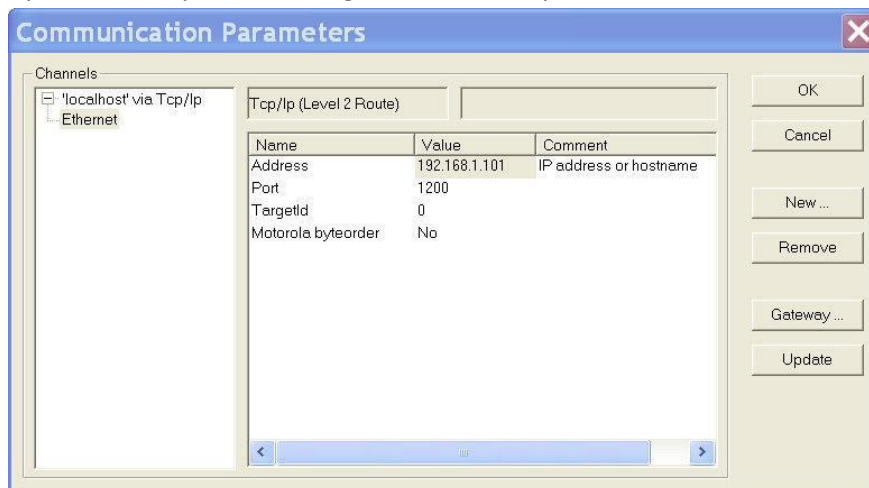 Communication Parameters
Channels
'localhost' via Tcp/Ip
Ethernet
Tcp/Ip (Level 2 Route)
Name Value Comment
Address 192.168.1.101 IP address or hostname
Port 1200
TargetId 0
Motorola byteorder No
OK
Cancel
New ...
Remove
Gateway ...
Update